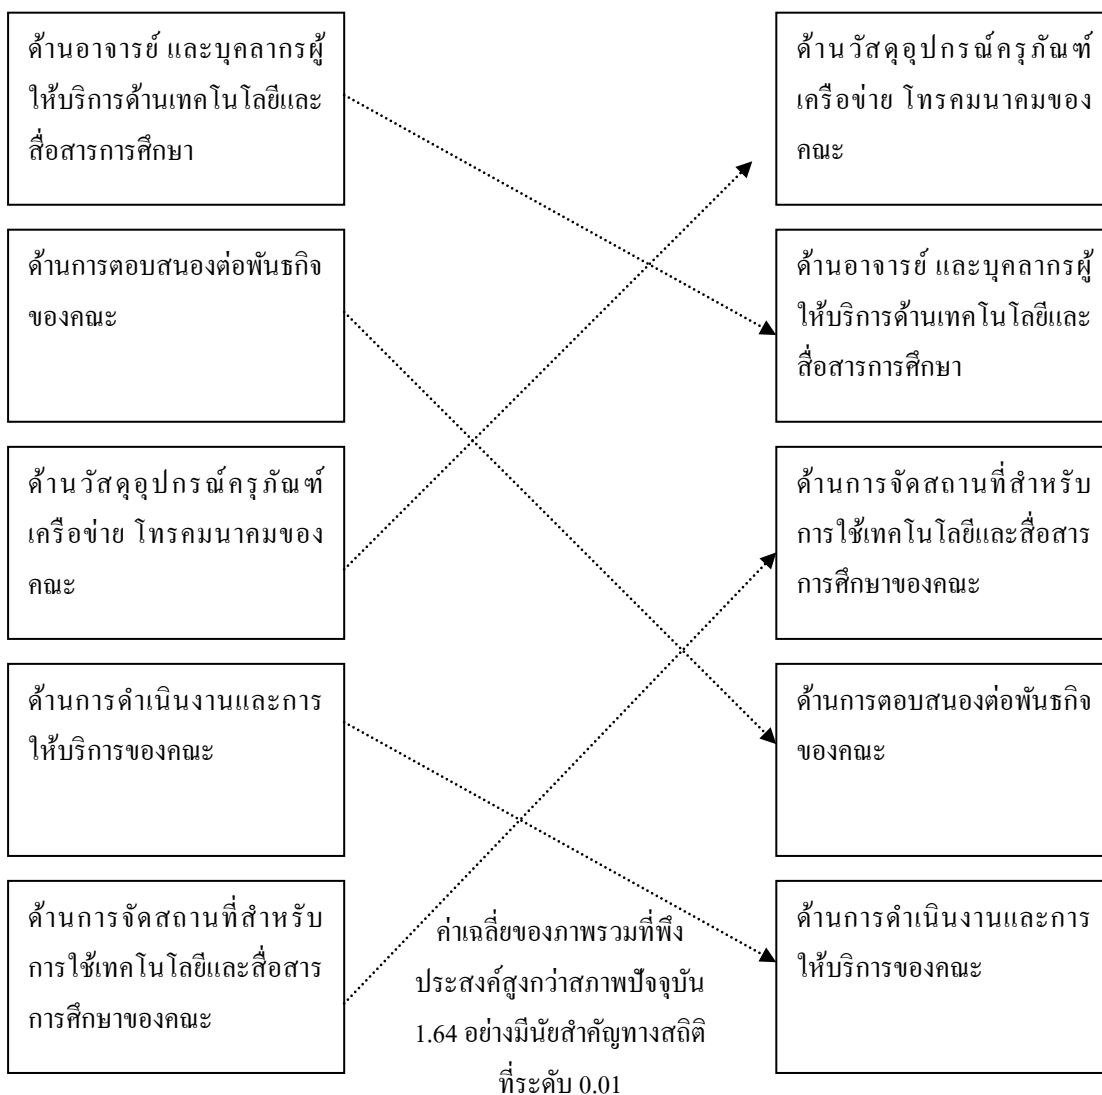 ด้านอาจารย์ และบุคลากรผู้
ให้บริการด้านเทคโนโลยีและ
สื่อสารการศึกษา
ด้านการตอบสนองต่อพันธกิจ
ของคณะ
ด้านวัสดุอุปกรณ์ครุภัณฑ์
เครือข่าย โทรคมนาคมของ
คณะ
ด้านการดำเนินงานและการ
ให้บริการของคณะ
ด้านการจัดสถานที่สำหรับ
การใช้เทคโนโลยีและสื่อสาร
การศึกษาของคณะ
ค่าเฉลี่ยของภาพรวมที่พึง
ประสงค์สูงกว่าสภาพปัจจุบัน
1.64 อย่างมีนัยสำคัญทางสถิติ
ที่ระดับ 0.01
ด้านวัสดุอุปกรณ์ครุภัณฑ์
เครือข่าย โทรคมนาคมของ
คณะ
ด้านอาจารย์ และบุคลากรผู้
ให้บริการด้านเทคโนโลยีและ
สื่อสารการศึกษา
ด้านการจัดสถานที่สำหรับ
การใช้เทคโนโลยีและสื่อสาร
การศึกษาของคณะ
ด้านการตอบสนองต่อพันธกิจ
ของคณะ
ด้านการดำเนินงานและการ
ให้บริการของคณะ